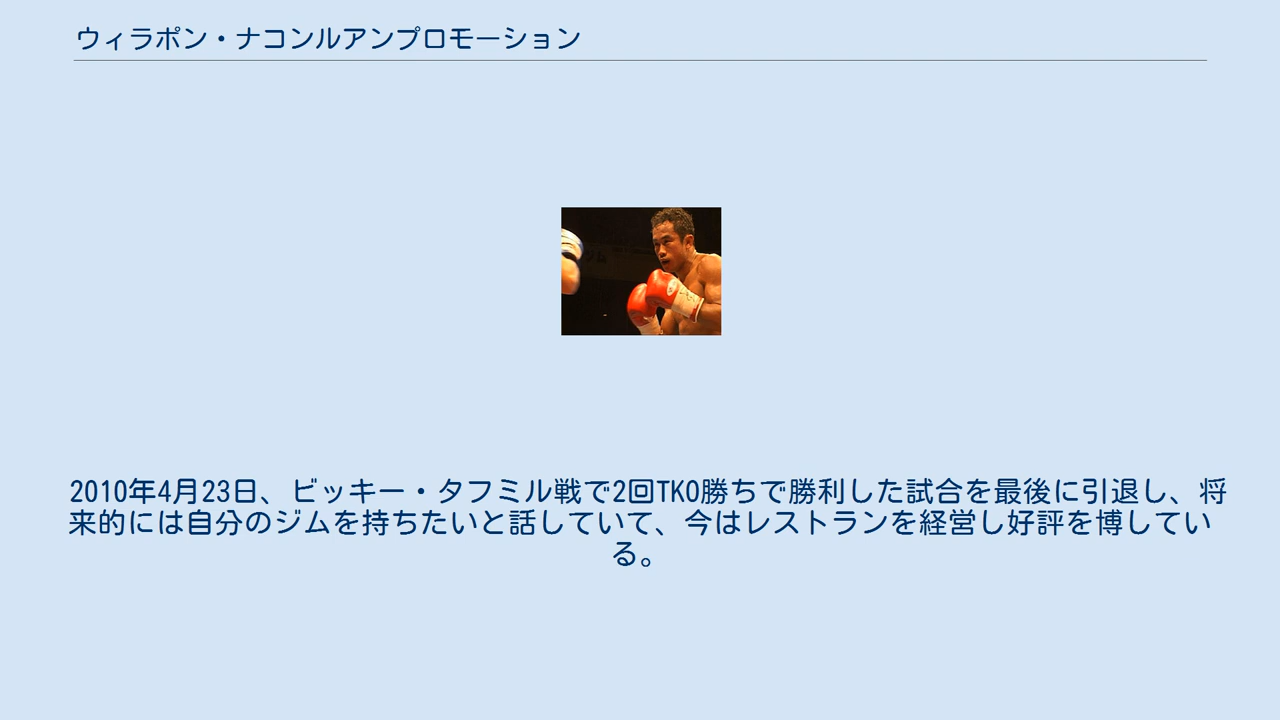 ウィラポン・ナコンルアンプロモーション
2010年4月23日、ビッキー・タフミル戦で2回TKO勝ちで勝利した試合を最後に引退し、将
来的には自分のジムを持ちたいと話していて、今はレストランを経営し好評を博してい
る。